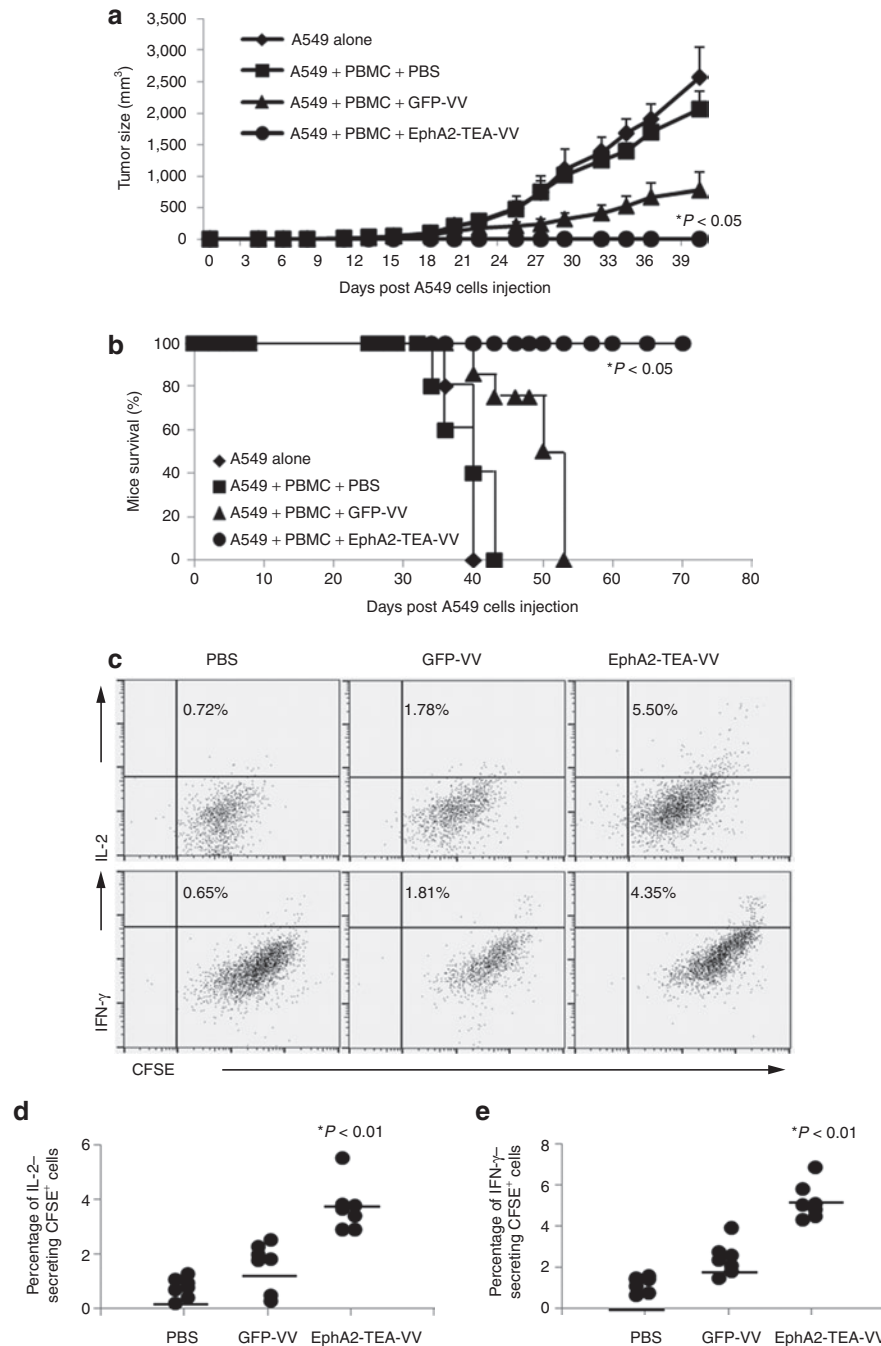 a
3,500
3,000
2,500
2,000
1,500
1,000
500
0
Tumor size (mm³)
A549 alone
A549 + PBMC + PBS
A549 + PBMC + GFP-VV
A549 + PBMC + EphA2-TEA-VV
*P < 0.05
0 3 6 9 12 15 18 21 24 27 30 33 36 39
Days post A549 cells injection
b
100
80
60
40
20
0
Mice survival (%)
*P < 0.05
A549 alone
A549 + PBMC + PBS
A549 + PBMC + GFP-VV
A549 + PBMC + EphA2-TEA-VV
0 10 20 30 40 50 60 70 80
Days post A549 cells injection
c
PBS GFP-VV EphA2-TEA-VV
0.72% 1.78% 5.50%
IL-2
0.65% 1.81% 4.35%
IFN-γ
CFSE
d
*P < 0.01
6
4
2
0
Percentage of IL-2–
secreting CFSE⁺ cells
PBS GFP-VV EphA2-TEA-VV
e
*P < 0.01
8
6
4
2
0
Percentage of IFN-γ–
secreting CFSE⁺ cells
PBS GFP-VV EphA2-TEA-VV